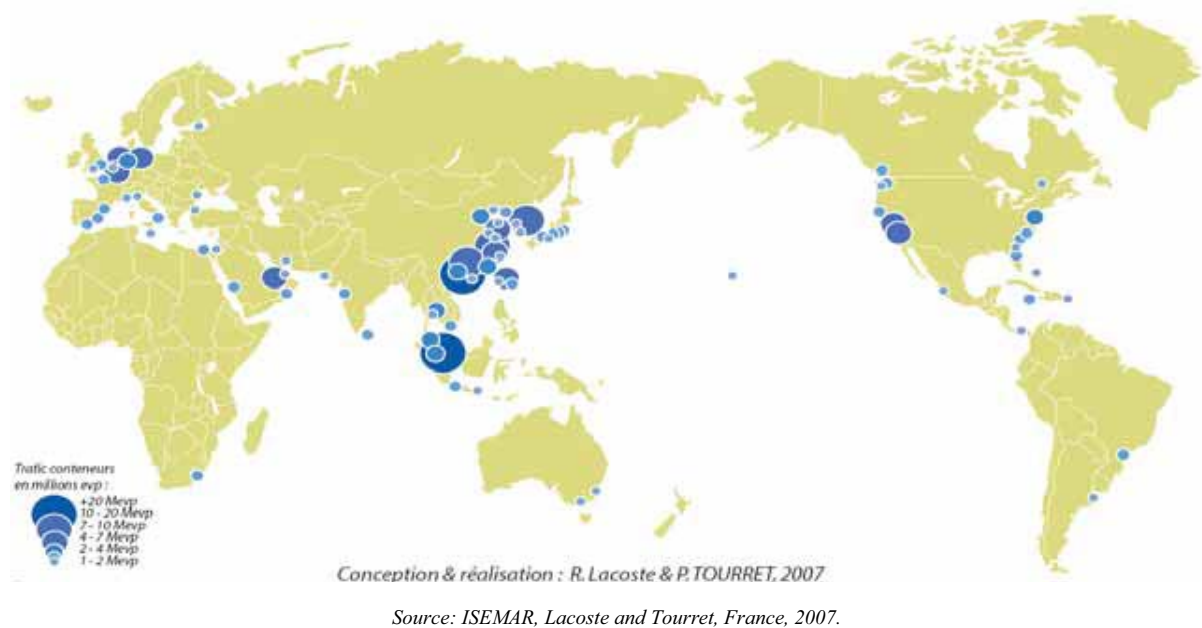 Trafic conteneurs
en millions evp :
+20 Mevp
10 - 20 Mevp
7 - 10 Mevp
4 - 7 Mevp
2 - 4 Mevp
1 - 2 Mevp
Conception & réalisation : R. Lacoste & P. TOURRET, 2007
Source: ISEMAR, Lacoste and Tourret, France, 2007.